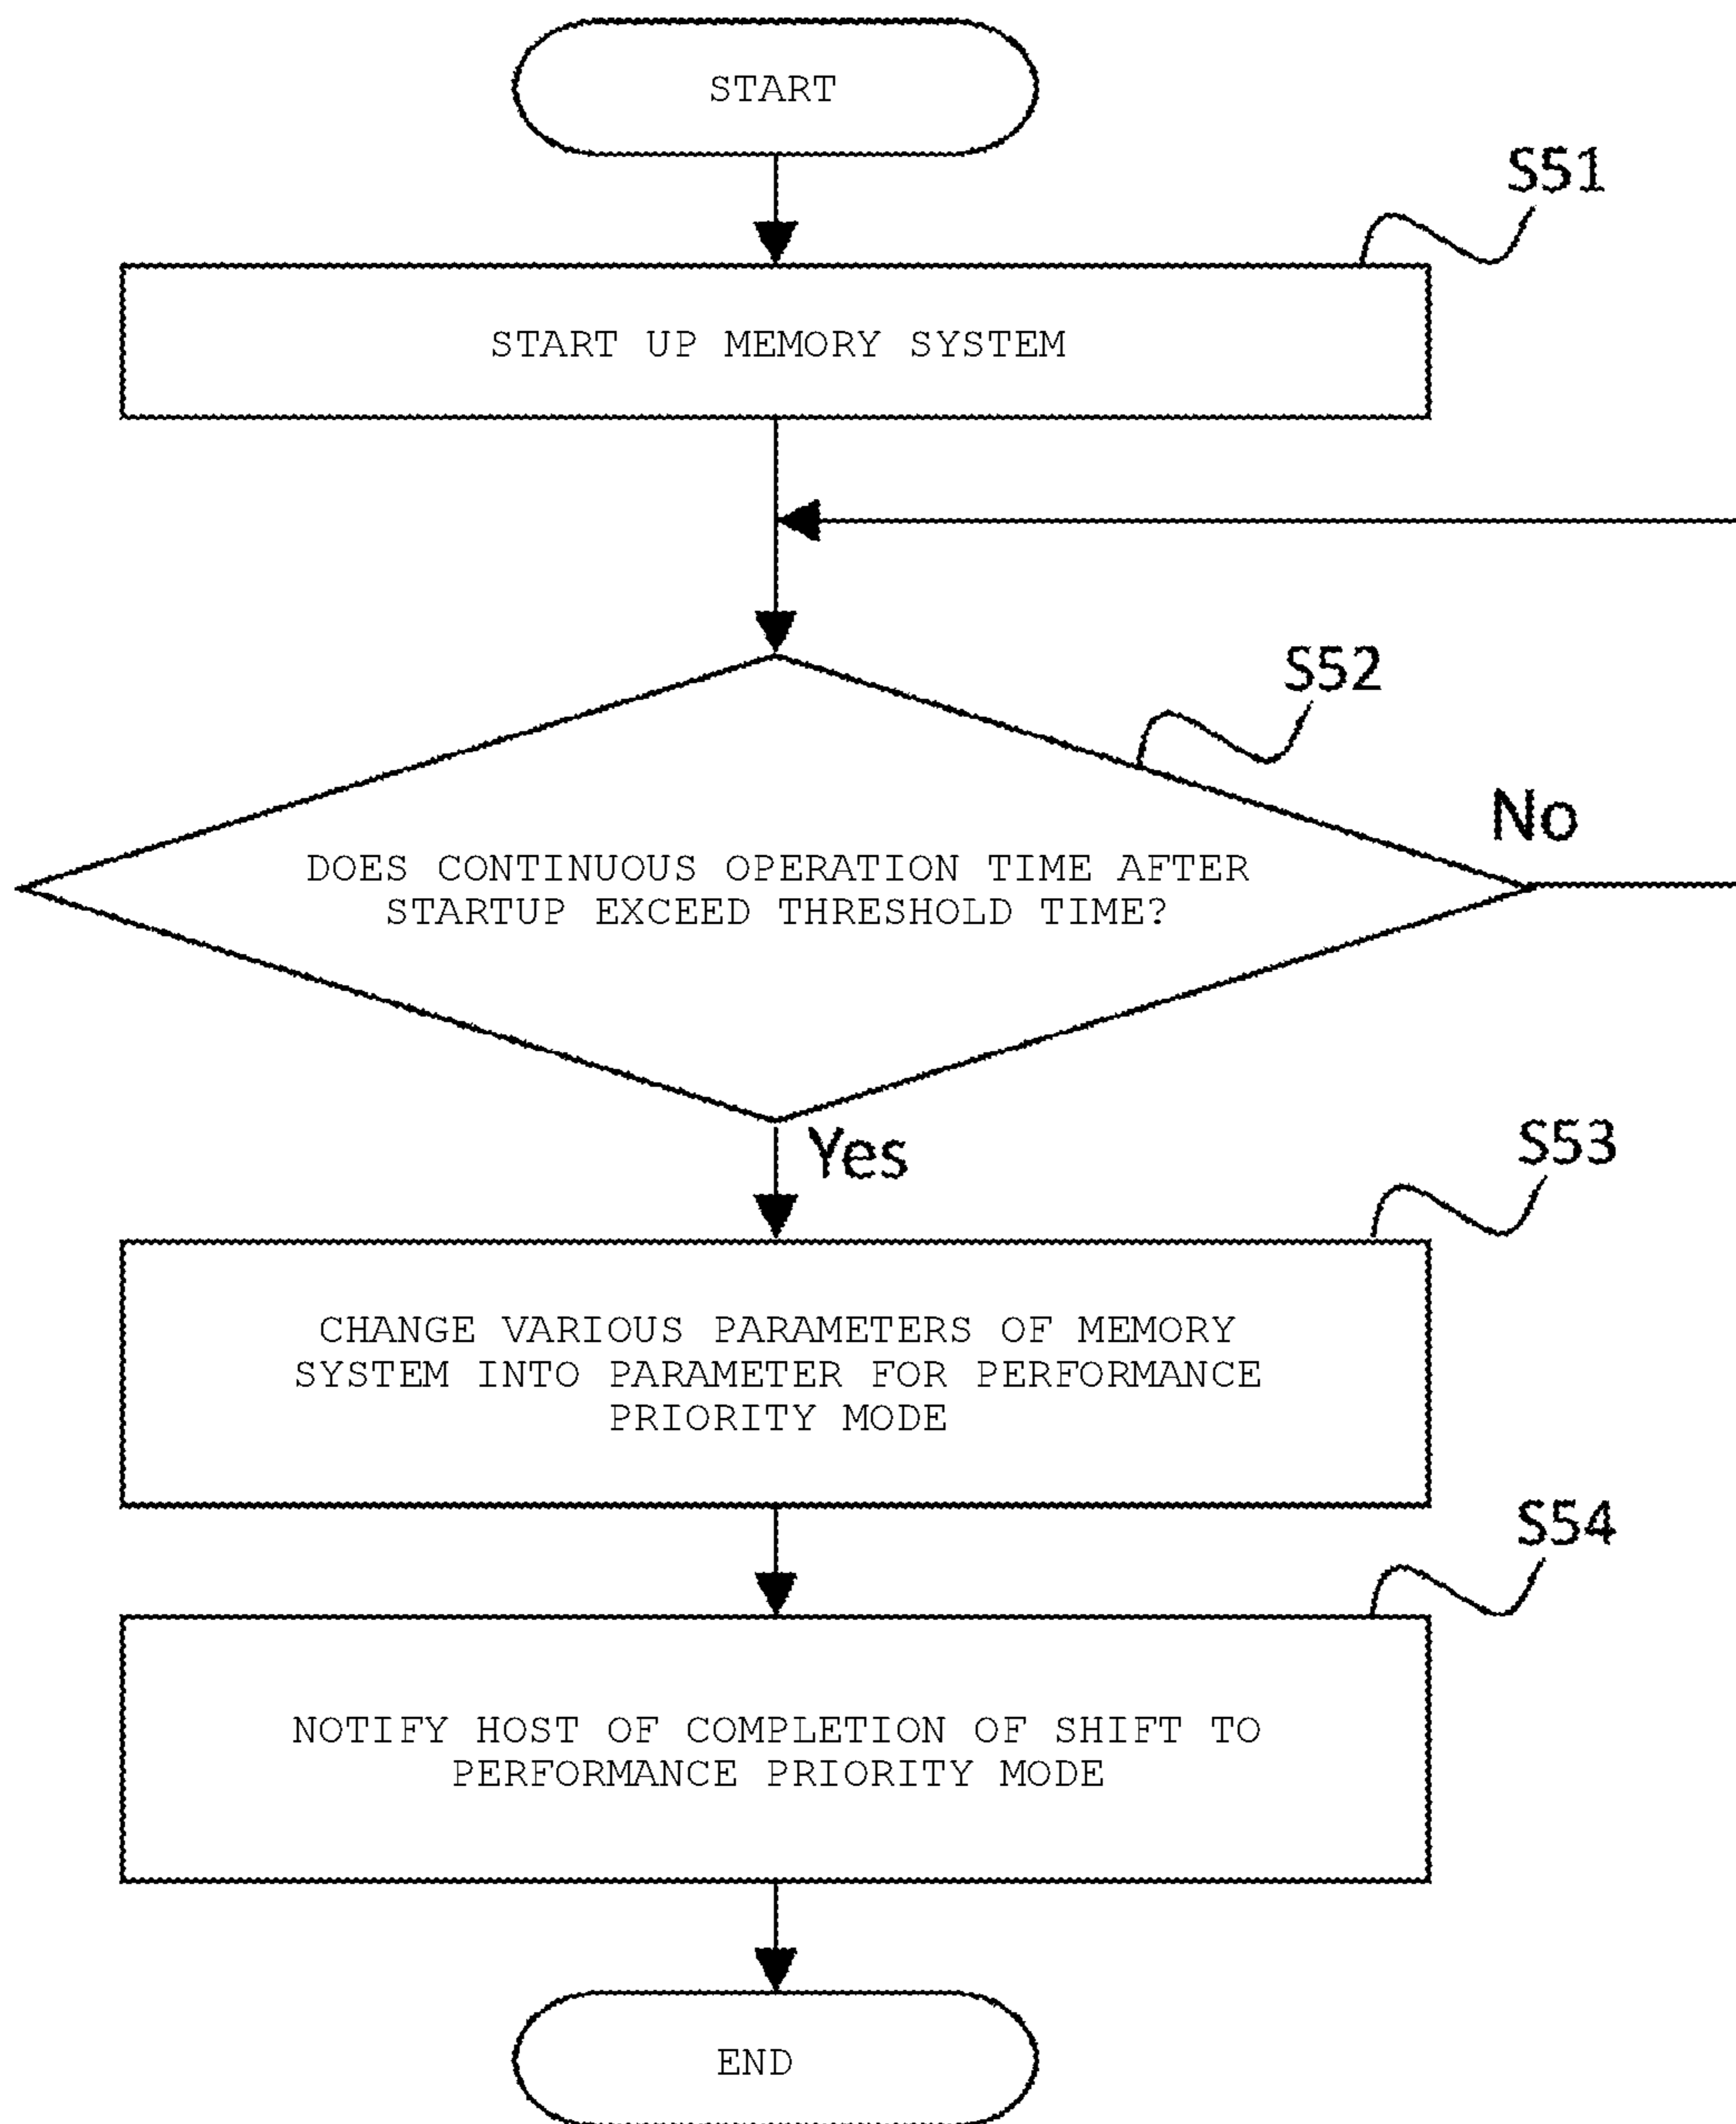 START
S51
START UP MEMORY SYSTEM
S52
No
DOES CONTINUOUS OPERATION TIME AFTER
STARTUP EXCEED THRESHOLD TIME?
Yes
S53
CHANGE VARIOUS PARAMETERS OF MEMORY
SYSTEM INTO PARAMETER FOR PERFORMANCE
PRIORITY MODE
S54
NOTIFY HOST OF COMPLETION OF SHIFT TO
PERFORMANCE PRIORITY MODE
END